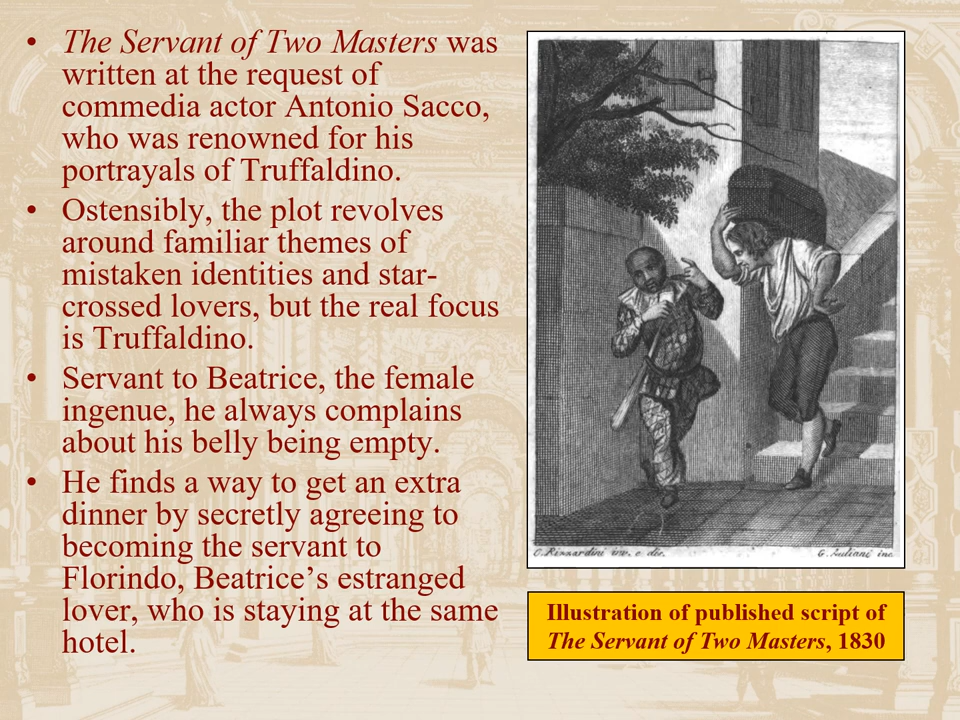 • The Servant of Two Masters was
written at the request of
commedia actor Antonio Sacco,
who was renowned for his
portrayals of Truffaldino.
• Ostensibly, the plot revolves
around familiar themes of
mistaken identities and star-
crossed lovers, but the real focus
is Truffaldino.
• Servant to Beatrice, the female
ingenue, he always complains
about his belly being empty.
• He finds a way to get an extra
dinner by secretly agreeing to
becoming the servant to
Florindo, Beatrice’s estranged
lover, who is staying at the same
hotel.
inv. e
G.
inc.
Illustration of published script of
The Servant of Two Masters, 1830